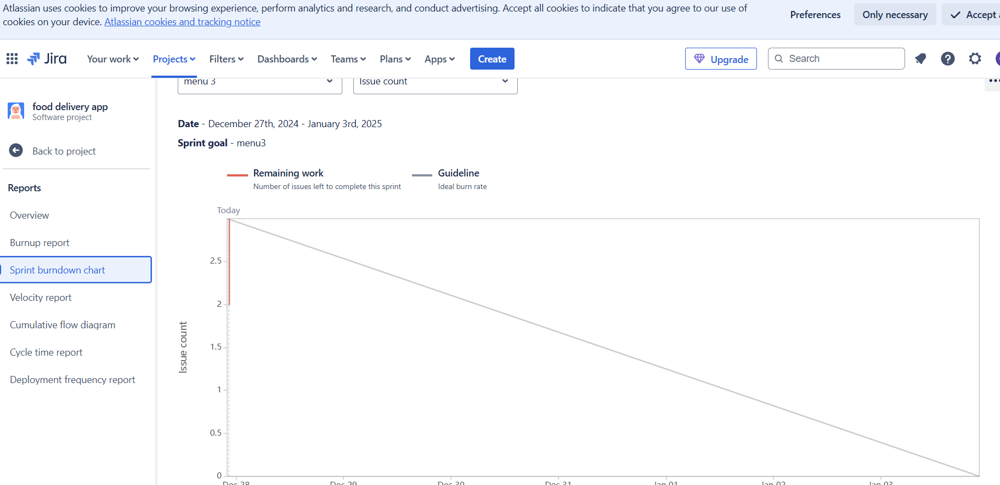 Atlassian uses cookies to improve your browsing experience, perform analytics and research, and conduct advertising. Accept all cookies to indicate that you agree to our use of
cookies on your device. Atlassian cookies and tracking notice
Preferences
Only necessary
Accept
Jira
Your work
Projects
Filters
Dashboards
Teams
Plans
Apps
Create
Upgrade
Search
food delivery app
Software project
Back to project
Reports
Overview
Burnup report
Sprint burndown chart
Velocity report
Cumulative flow diagram
Cycle time report
Deployment frequency report
menu 3
Issue count
Date - December 27th, 2024 - January 3rd, 2025
Sprint goal - menu3
Remaining work
Number of issues left to complete this sprint
Guideline
Ideal burn rate
Today
2.5
2
1.5
1
0.5
0
Issue count
Dec 28
Dec 29
Dec 30
Dec 31
Jan 01
Jan 02
Jan 03